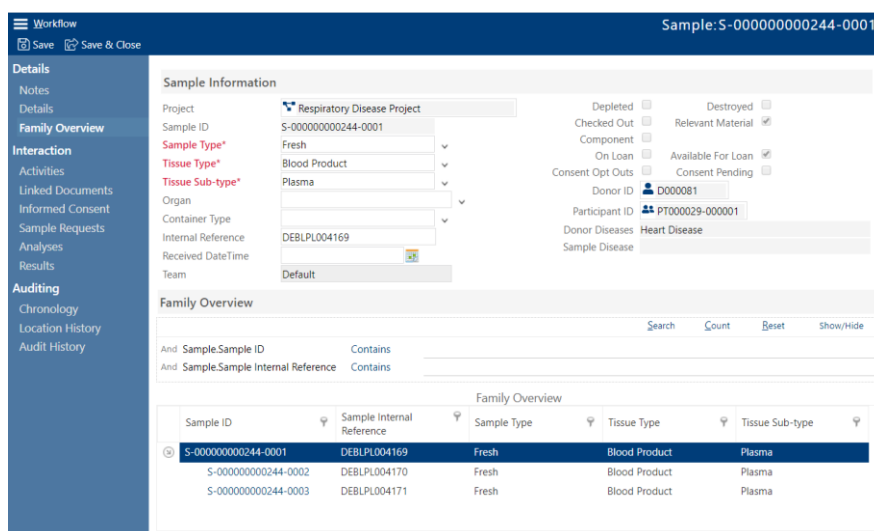 Workflow
Sample:S-000000000244-0001
Save Save & Close
Details
Notes
Details
Family Overview
Interaction
Activities
Linked Documents
Informed Consent
Sample Requests
Analyses
Results
Auditing
Chronology
Location History
Audit History
Sample Information
Project Respiratory Disease Project
Sample ID S-000000000244-0001
Sample Type* Fresh
Tissue Type* Blood Product
Tissue Sub-type* Plasma
Organ
Container Type
Internal Reference DEBLPL004169
Received DateTime
Team Default
Depleted Destroyed
Checked Out Relevant Material
Component
On Loan Available For Loan
Consent Opt Outs Consent Pending
Donor ID D000081
Participant ID PT000029-000001
Donor Diseases Heart Disease
Sample Disease
Family Overview
Search Count Reset Show/Hide
And Sample.Sample ID Contains
And Sample.Sample Internal Reference Contains
Family Overview
Sample ID Sample Internal Reference Sample Type Tissue Type Tissue Sub-type
S-000000000244-0001 DEBLPL004169 Fresh Blood Product Plasma
S-000000000244-0002 DEBLPL004170 Fresh Blood Product Plasma
S-000000000244-0003 DEBLPL004171 Fresh Blood Product Plasma